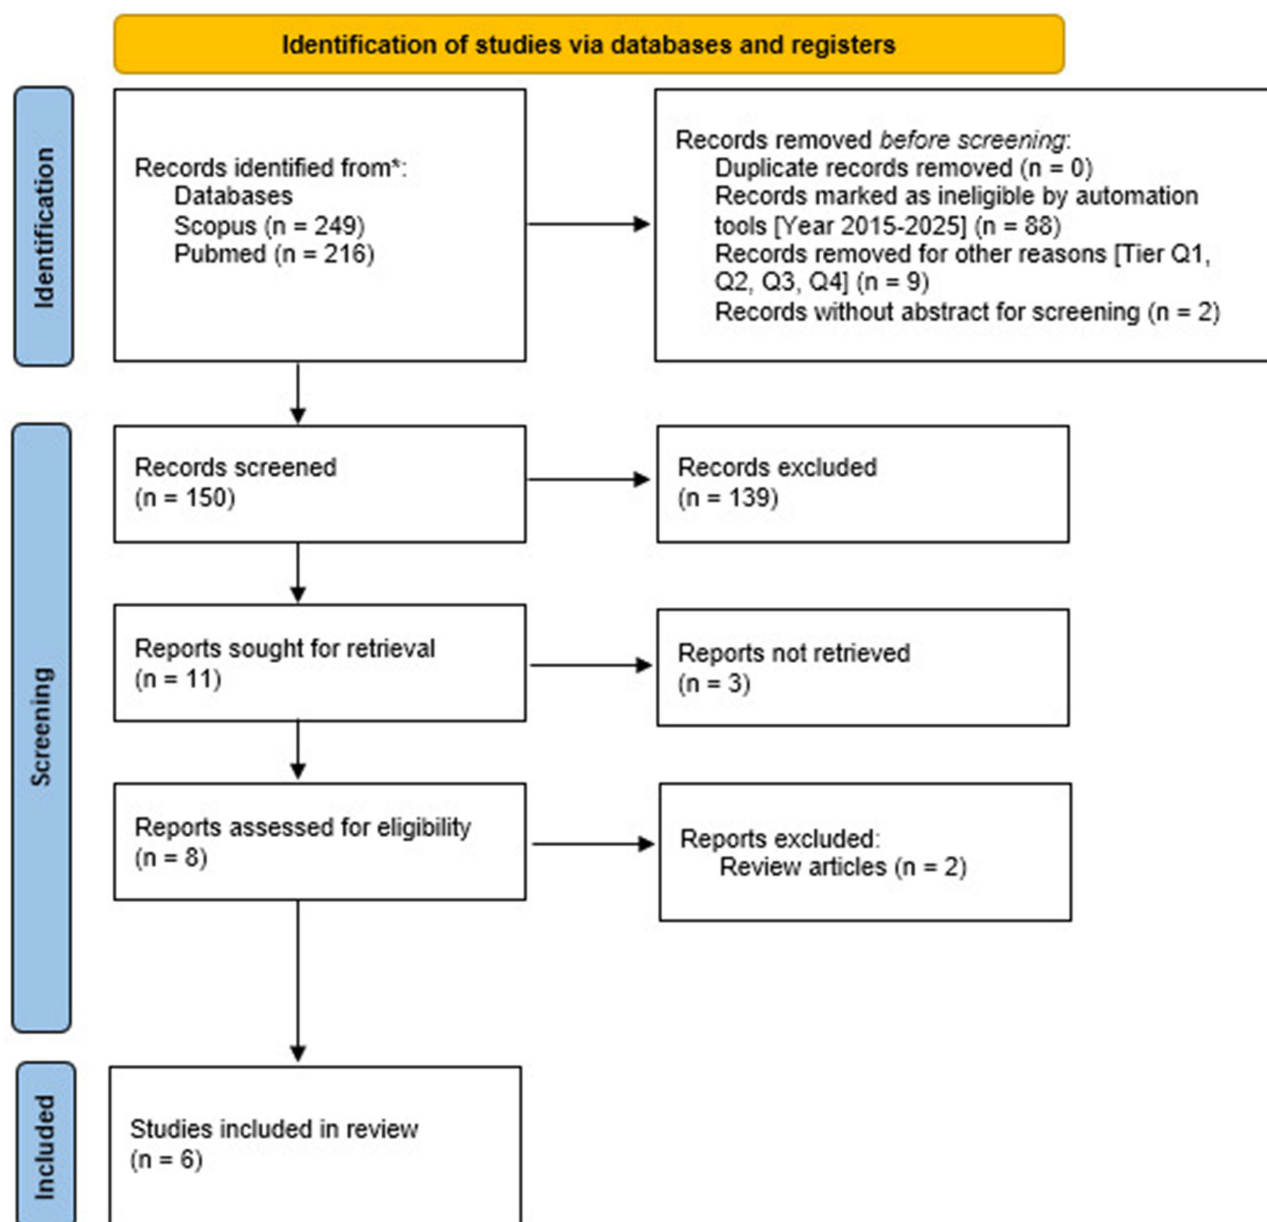 Identification of studies via databases and registers
Identification
Records identified from*:
Databases
Scopus (n = 249)
Pubmed (n = 216)
Records removed before screening:
Duplicate records removed (n = 0)
Records marked as ineligible by automation
tools [Year 2015-2025] (n = 88)
Records removed for other reasons [Tier Q1,
Q2, Q3, Q4] (n = 9)
Records without abstract for screening (n = 2)
Screening
Records screened
(n = 150)
Records excluded
(n = 139)
Reports sought for retrieval
(n = 11)
Reports not retrieved
(n = 3)
Reports assessed for eligibility
(n = 8)
Reports excluded:
Review articles (n = 2)
Included
Studies included in review
(n = 6)